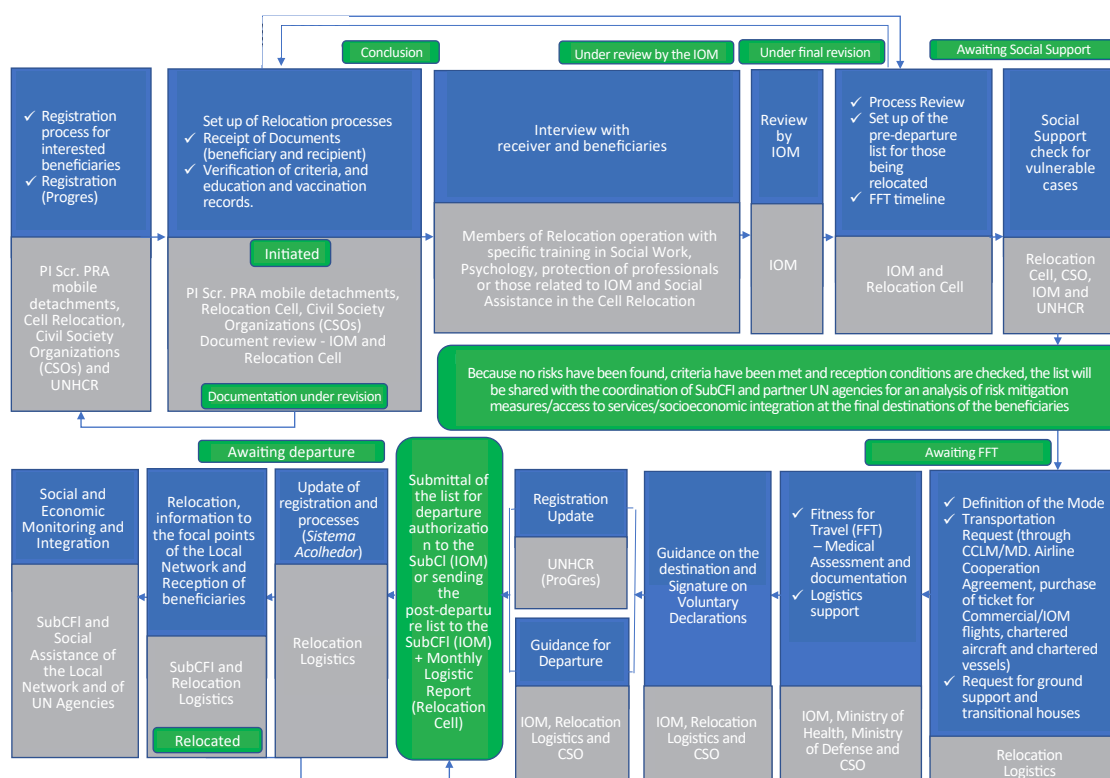 Conclusion
Under review by the IOM
Under final revision
Awaiting Social Support
✓ Registration
process for
interested
beneficiaries
✓ Registration
(Progres)
PI Scr. PRA
mobile
detachments,
Cell Relocation,
Civil Society
Organizations
(CSOs) and
UNHCR
Set up of Relocation processes
✓ Receipt of Documents
(beneficiary and recipient)
✓ Verification of criteria, and
education and vaccination
records.
Initiated
PI Scr. PRA mobile detachments,
Relocation Cell, Civil Society
Organizations (CSOs)
Document review - IOM and
Relocation Cell
Documentation under revision
Interview with
receiver and beneficiaries
Members of Relocation operation with
specific training in Social Work,
Psychology, protection of professionals
or those related to IOM and Social
Assistance in the Cell Relocation
Review
by
IOM
IOM
✓ Process Review
✓ Set up of the
pre-departure
list for those
being
relocated
✓ FFT timeline
IOM and
Relocation Cell
Social
Support
check for
vulnerable
cases
Relocation
Cell, CSO,
IOM and
UNHCR
Because no risks have been found, criteria have been met and reception conditions are checked, the list will
be shared with the coordination of SubCFI and partner UN agencies for an analysis of risk mitigation
measures/access to services/socioeconomic integration at the final destinations of the beneficiaries
Awaiting departure
Awaiting FFT
Social and
Economic
Monitoring and
Integration
SubCFI and
Social
Assistance of
the Local
Network and of
UN Agencies
Relocation,
information to
the focal points
of the Local
Network and
Reception of
beneficiaries
SubCFI and
Relocation
Logistics
Relocated
Update of
registration and
processes
(Sistema
Acolhedor)
Relocation
Logistics
Submittal of
the list for
departure
authorizatio
n to the
SubCI (IOM)
or sending
the
post-departu
re list to the
SubCFI (IOM)
+ Monthly
Logistic
Report
(Relocation
Cell)
Registration
Update
UNHCR
(ProGres)
Guidance for
Departure
IOM, Relocation
Logistics and CSO
Guidance on the
destination and
Signature on
Voluntary
Declarations
IOM, Relocation
Logistics and
CSO
✓ Fitness for
Travel (FFT)
– Medical
Assessment and
documentation
✓ Logistics
support
IOM, Ministry of
Health, Ministry
of Defense and
CSO
✓ Definition of the Mode
✓ Transportation
Request (through
CCLM/MD. Airline
Cooperation
Agreement, purchase
of ticket for
Commercial/IOM
flights, chartered
aircraft and chartered
vessels)
✓ Request for ground
support and
transitional houses
Relocation
Logistics